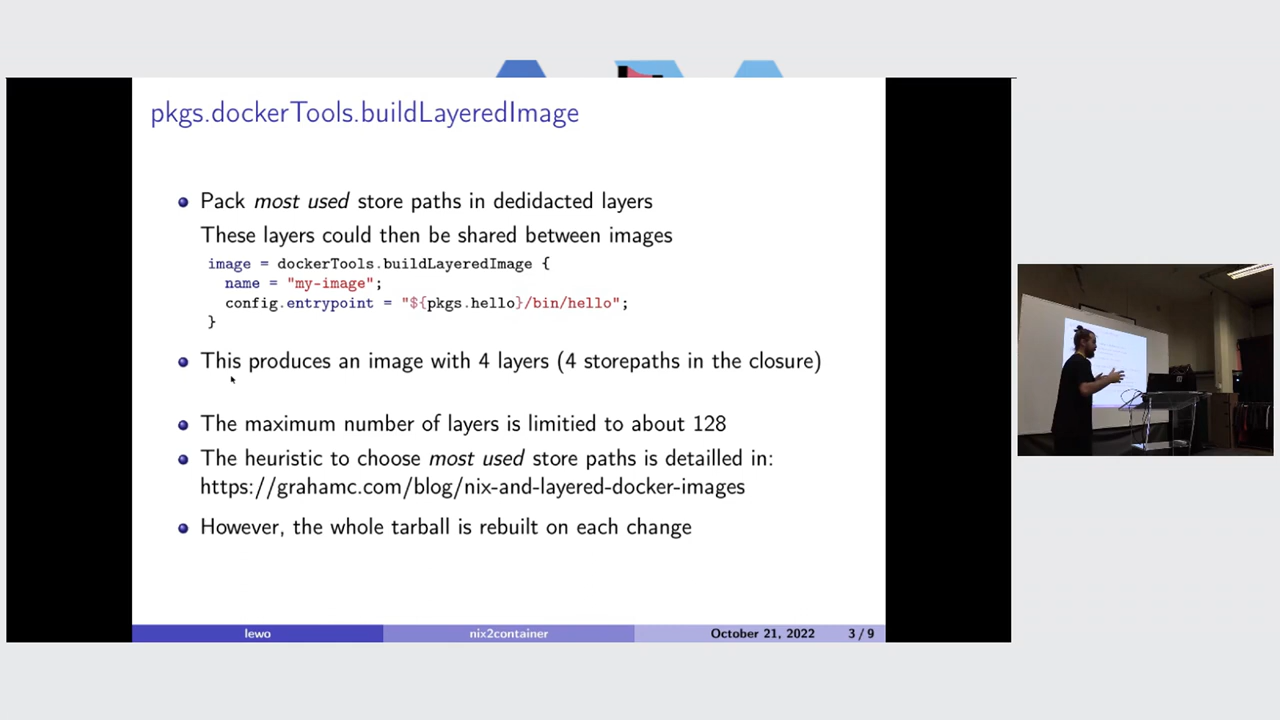 pkgs.dockerTools.buildLayeredImage
Pack most used store paths in dedidacted layers
These layers could then be shared between images
image = dockerTools.buildLayeredImage {
name = "my-image";
config.entrypoint = "${pkgs.hello}/bin/hello";
}
This produces an image with 4 layers (4 storepaths in the closure)
The maximum number of layers is limitied to about 128
The heuristic to choose most used store paths is detailled in:
https://grahamc.com/blog/nix-and-layered-docker-images
However, the whole tarball is rebuilt on each change
lewo nix2container October 21, 2022 3 / 9